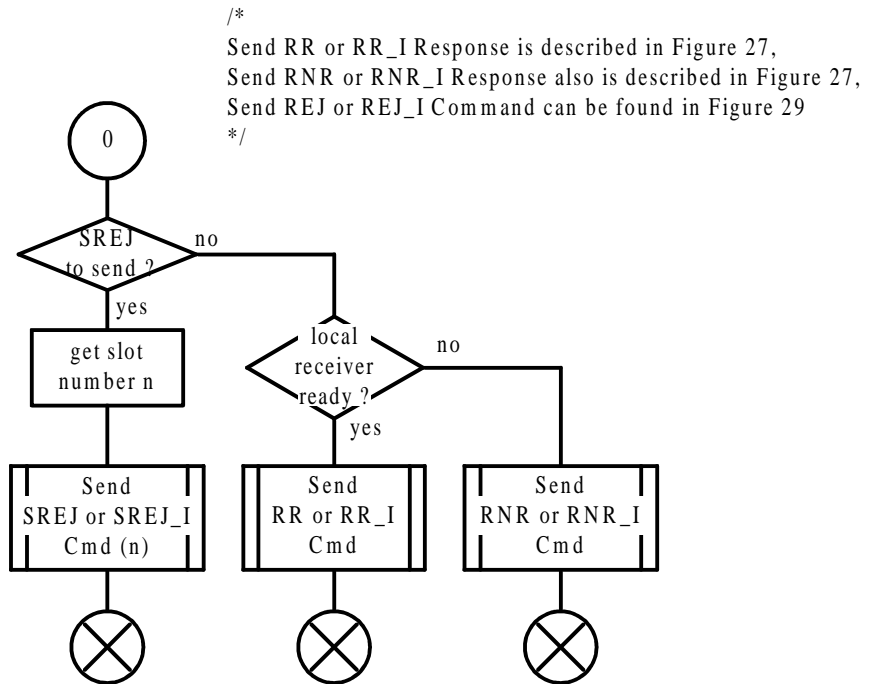 /*
Send RR or RR_I Response is described in Figure 27,
Send RNR or RNR_I Response also is described in Figure 27,
Send REJ or REJ_I Command can be found in Figure 29
*/
0
SREJ
to send ?
no
yes
get slot
number n
local
receiver
ready ?
no
yes
Send
SREJ or SREJ_I
Cmd (n)
Send
RR or RR_I
Cmd
Send
RNR or RNR_I
Cmd